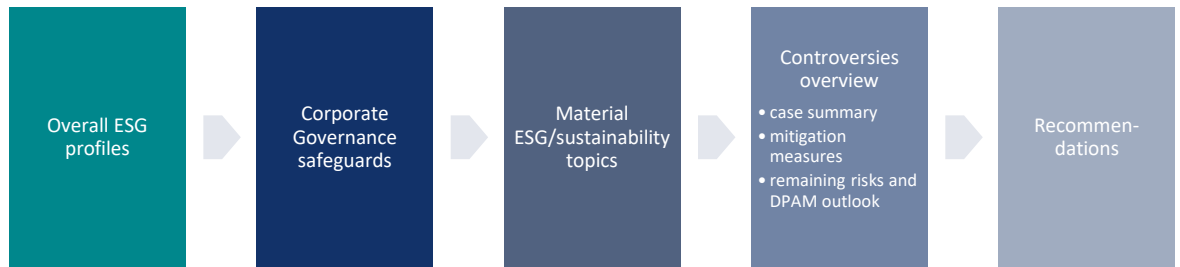 Overall ESG
profiles
Corporate
Governance
safeguards
Material
ESG/sustainability
topics
Controversies
overview
• case summary
• mitigation
measures
• remaining risks and
DPAM outlook
Recommen-
dations